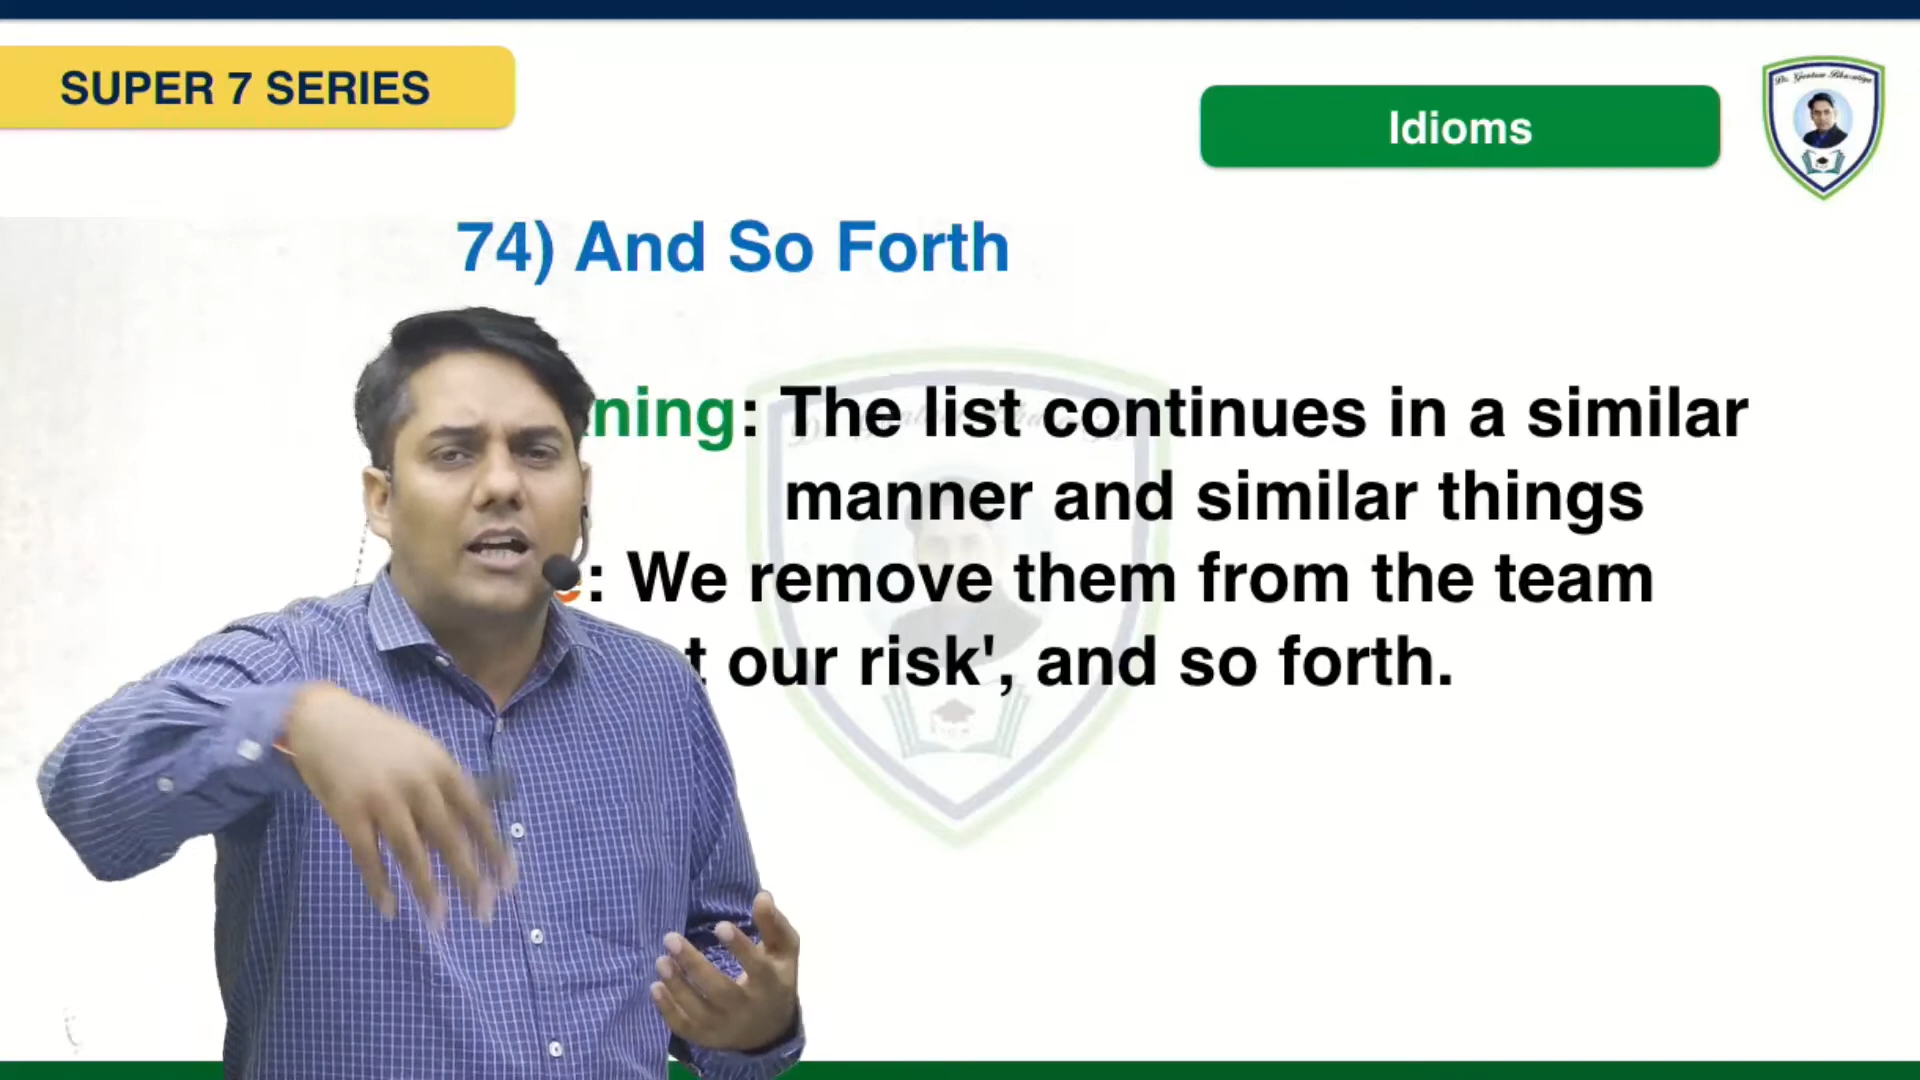 SUPER 7 SERIES
Idioms
74) And So Forth
ning: The list continues in a similar
manner and similar things
e: We remove them from the team
t our risk', and so forth.